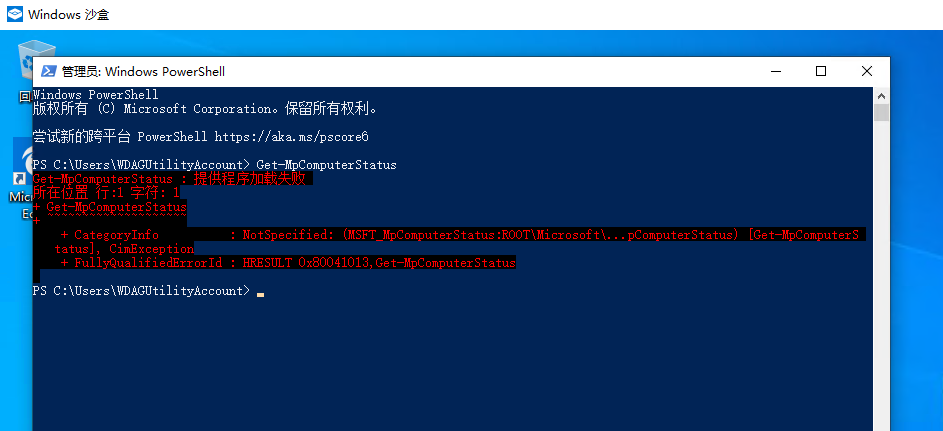 Windows 沙盒
管理员: Windows PowerShell
Windows PowerShell
版权所有 (C) Microsoft Corporation。保留所有权利。
尝试新的跨平台 PowerShell https://aka.ms/pscore6
PS C:\Users\WDAGUtilityAccount> Get-MpComputerStatus
Get-MpComputerStatus : 提供程序加载失败
所在位置 行:1 字符: 1
+ Get-MpComputerStatus
+ ~~~~~~~~~~~~~~~~~~~~
+ CategoryInfo : NotSpecified: (MSFT_MpComputerStatus:ROOT\Microsoft\...pComputerStatus) [Get-MpComputerS
tatus], CimException
+ FullyQualifiedErrorId : HRESULT 0x80041013,Get-MpComputerStatus
PS C:\Users\WDAGUtilityAccount>
回
Micr
Ed